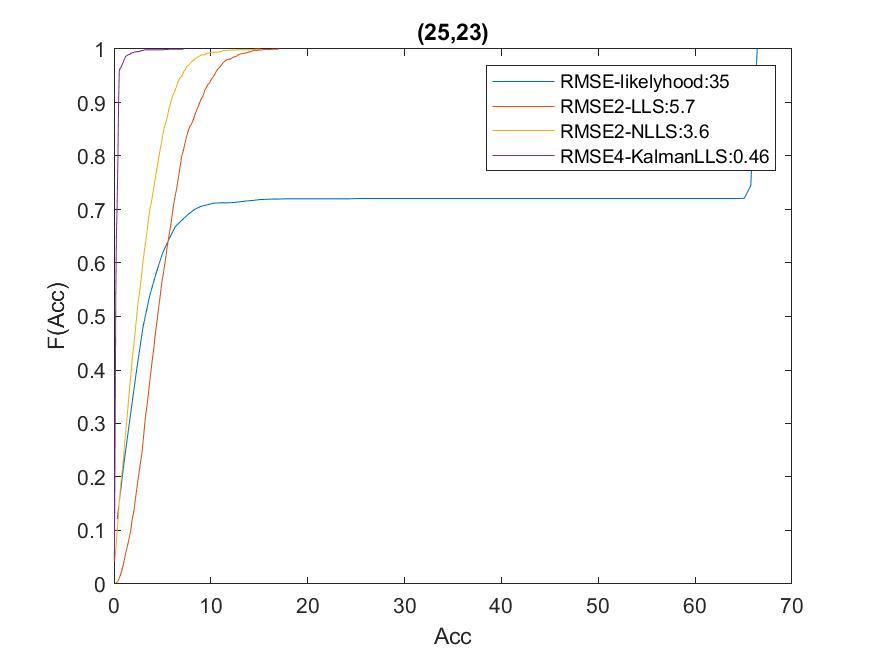 (25,23)
1
0.9
0.8
0.7
0.6
0.5
0.4
0.3
0.2
0.1
0
F(Acc)
RMSE-likelyhood:35
RMSE2-LLS:5.7
RMSE2-NLLS:3.6
RMSE4-KalmanLLS:0.46
0 10 20 30 40 50 60 70
Acc